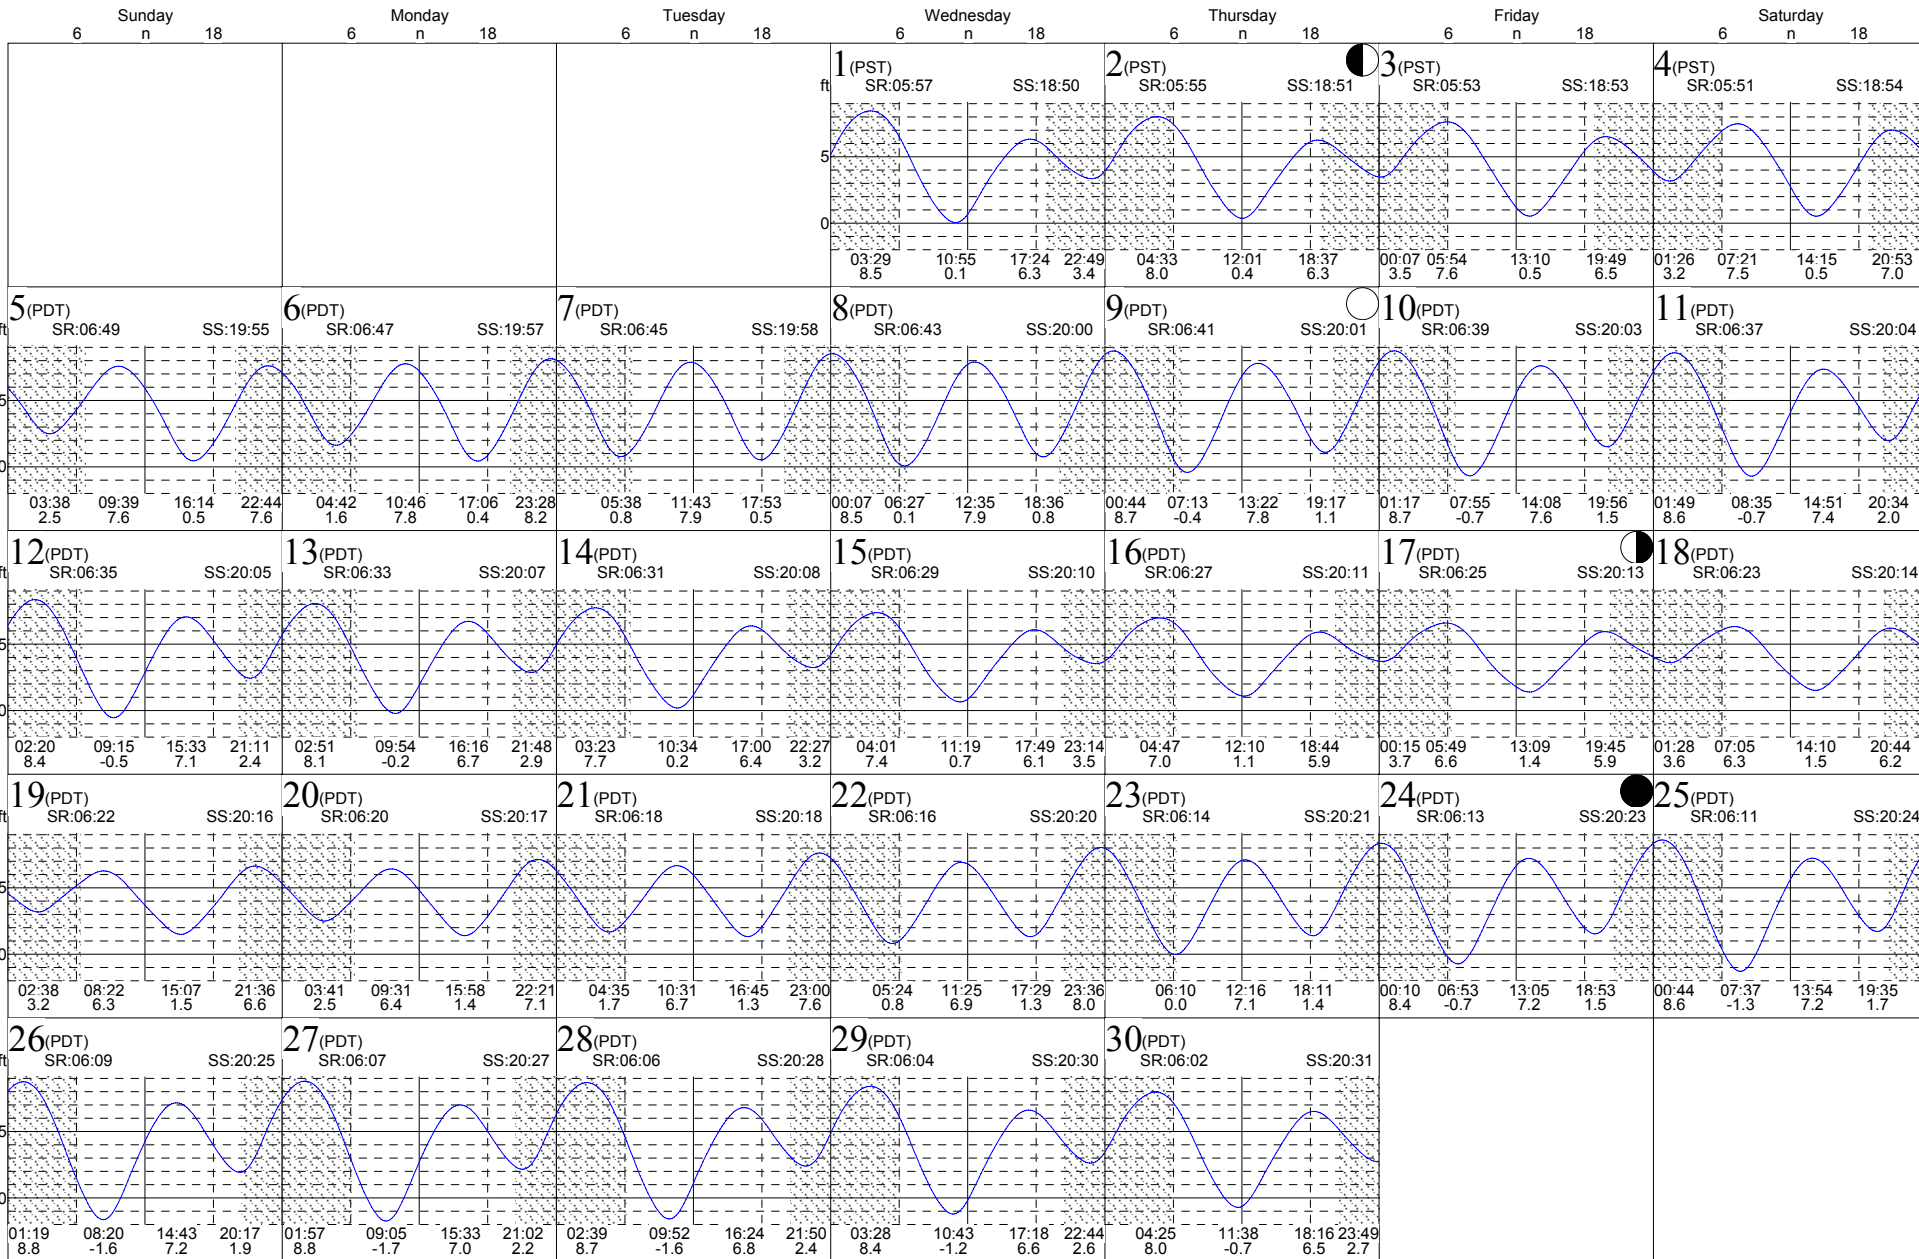 Sunday Monday Tuesday Wednesday Thursday Friday Saturday
6 n 18 6 n 18 6 n 18 6 n 18 6 n 18 6 n 18 6 n 18
1(PST) 2(PST) 3(PST) 4(PST)
ft SR:05:57 SS:18:50 SR:05:55 SS:18:51 SR:05:53 SS:18:53 SR:05:51 SS:18:54
5
0
03:29 10:55 17:24 22:49 04:33 12:01 18:37 00:07 05:54 13:10 19:49 01:26 07:21 14:15 20:53
8.5 0.1 6.3 3.4 8.0 0.4 6.3 3.5 7.6 0.5 6.5 3.2 7.5 0.5 7.0
5(PDT) 6(PDT) 7(PDT) 8(PDT) 9(PDT) 10(PDT) 11(PDT)
ft SR:06:49 SS:19:55 SR:06:47 SS:19:57 SR:06:45 SS:19:58 SR:06:43 SS:20:00 SR:06:41 SS:20:01 SR:06:39 SS:20:03 SR:06:37 SS:20:04
5
0
03:38 09:39 16:14 22:44 04:42 10:46 17:06 23:28 05:38 11:43 17:53 00:07 06:27 12:35 18:36 00:44 07:13 13:22 19:17 01:17 07:55 14:08 19:56 01:49 08:35 14:51 20:34
2.5 7.6 0.5 7.6 1.6 7.8 0.4 8.2 0.8 7.9 0.5 8.5 0.1 7.9 0.8 8.7 -0.4 7.8 1.1 8.7 -0.7 7.6 1.5 8.6 -0.7 7.4 2.0
12(PDT) 13(PDT) 14(PDT) 15(PDT) 16(PDT) 17(PDT) 18(PDT)
ft SR:06:35 SS:20:05 SR:06:33 SS:20:07 SR:06:31 SS:20:08 SR:06:29 SS:20:10 SR:06:27 SS:20:11 SR:06:25 SS:20:13 SR:06:23 SS:20:14
5
0
02:20 09:15 15:33 21:11 02:51 09:54 16:16 21:48 03:23 10:34 17:00 22:27 04:01 11:19 17:49 23:14 04:47 12:10 18:44 00:15 05:49 13:09 19:45 01:28 07:05 14:10 20:44
8.4 -0.5 7.1 2.4 8.1 -0.2 6.7 2.9 7.7 0.2 6.4 3.2 7.4 0.7 6.1 3.5 7.0 1.1 5.9 3.7 6.6 1.4 5.9 3.6 6.3 1.5 6.2
19(PDT) 20(PDT) 21(PDT) 22(PDT) 23(PDT) 24(PDT) 25(PDT)
ft SR:06:22 SS:20:16 SR:06:20 SS:20:17 SR:06:18 SS:20:18 SR:06:16 SS:20:20 SR:06:14 SS:20:21 SR:06:13 SS:20:23 SR:06:11 SS:20:24
5
0
02:38 08:22 15:07 21:36 03:41 09:31 15:58 22:21 04:35 10:31 16:45 23:00 05:24 11:25 17:29 23:36 06:10 12:16 18:11 00:10 06:53 13:05 18:53 00:44 07:37 13:54 19:35
3.2 6.3 1.5 6.6 2.5 6.4 1.4 7.1 1.7 6.7 1.3 7.6 0.8 6.9 1.3 8.0 0.0 7.1 1.4 8.4 -0.7 7.2 1.5 8.6 -1.3 7.2 1.7
26(PDT) 27(PDT) 28(PDT) 29(PDT) 30(PDT)
ft SR:06:09 SS:20:25 SR:06:07 SS:20:27 SR:06:06 SS:20:28 SR:06:04 SS:20:30 SR:06:02 SS:20:31
5
0
01:19 08:20 14:43 20:17 01:57 09:05 15:33 21:02 02:39 09:52 16:24 21:50 03:28 10:43 17:18 22:44 04:25 11:38 18:16 23:49
8.8 -1.6 7.2 1.9 8.8 -1.7 7.0 2.2 8.7 -1.6 6.8 2.4 8.4 -1.2 6.6 2.6 8.0 -0.7 6.5 2.7